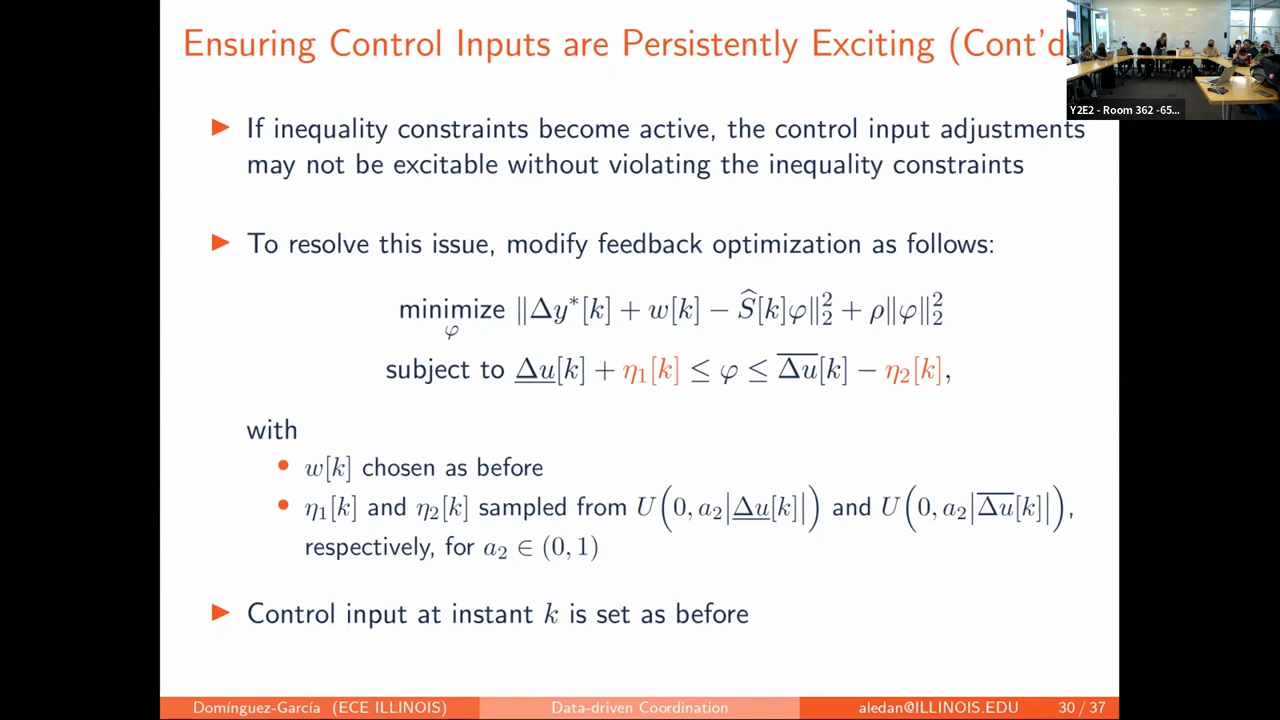 Ensuring Control Inputs are Persistently Exciting (Cont'd
Y2E2 - Room 362 -65...
▶ If inequality constraints become active, the control input adjustments
may not be excitable without violating the inequality constraints
▶ To resolve this issue, modify feedback optimization as follows:
minimize ‖Δy*[k] + w[k] − Ŝ[k]φ‖₂² + ρ‖φ‖₂²
φ
subject to Δu[k] + η₁[k] ≤ φ ≤ Δu[k] − η₂[k],
with
• w[k] chosen as before
• η₁[k] and η₂[k] sampled from U(0, a₂|Δu[k]|) and U(0, a₂|Δu[k]|),
respectively, for a₂ ∈ (0, 1)
▶ Control input at instant k is set as before
Domínguez-García (ECE ILLINOIS) Data-driven Coordination aledan@ILLINOIS.EDU 30 / 37